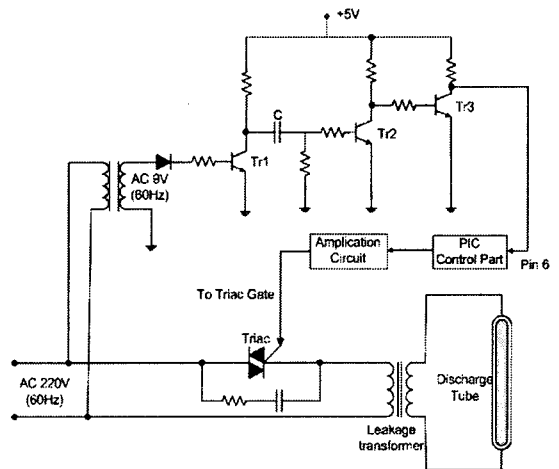 +5V
C
Tr1
Tr2
Tr3
AC 9V
(60Hz)
Amplication
Circuit
PIC
Control Part
Pin 6
To Triac Gate
Triac
AC 220V
(60Hz)
Discharge
Tube
Leakage
transformer